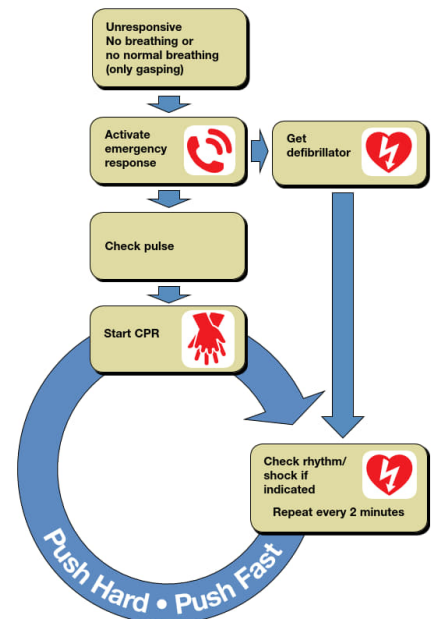 Unresponsive
No breathing or
no normal breathing
(only gasping)
Activate
emergency
response
Get
defibrillator
Check pulse
Start CPR
Check rhythm/
shock if
indicated
Repeat every 2 minutes
Push Hard • Push Fast